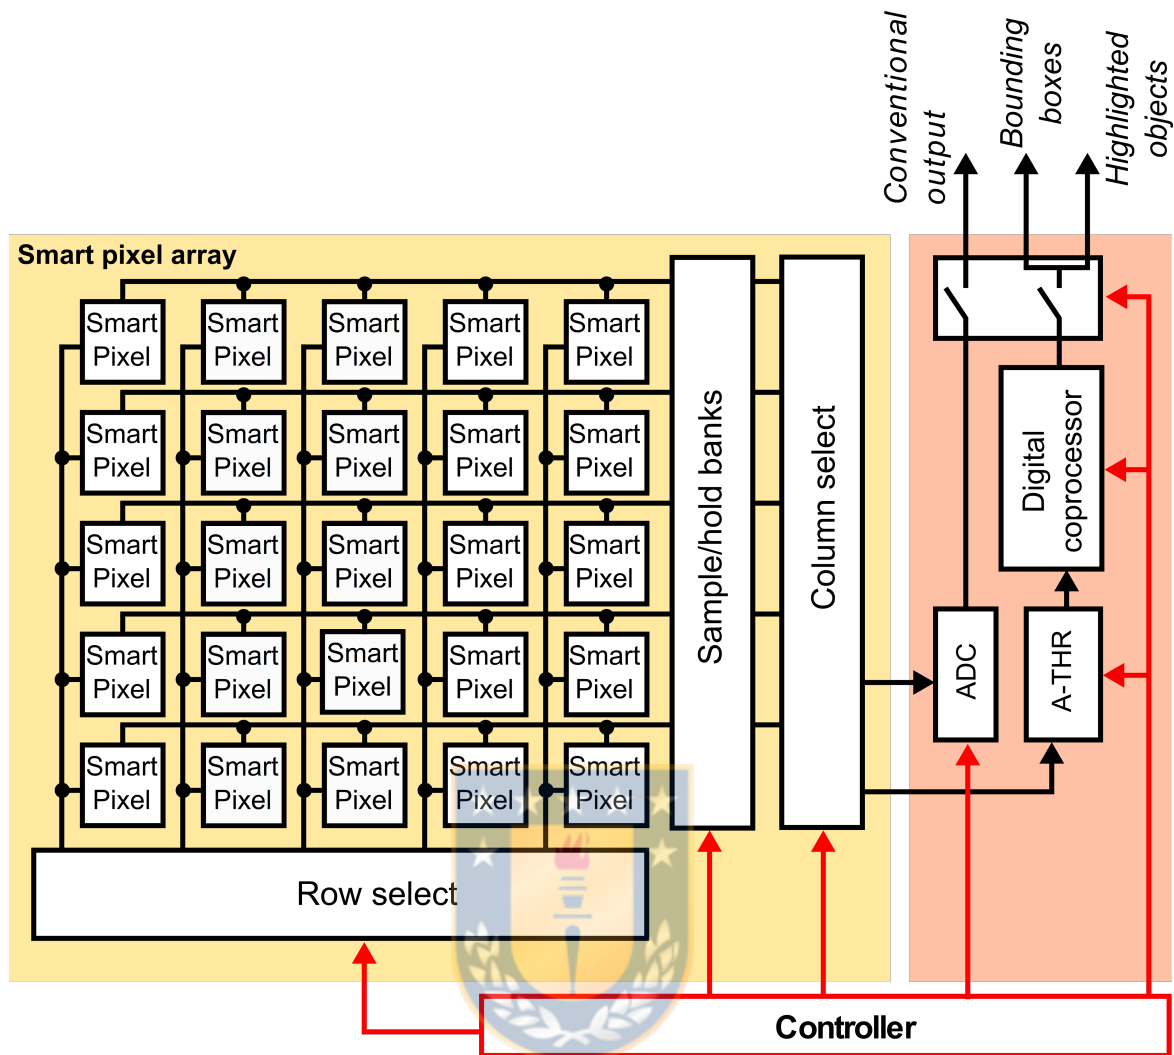 Conventional
output
Bounding
boxes
Highlighted
objects
Smart pixel array
Smart
Pixel
Smart
Pixel
Smart
Pixel
Smart
Pixel
Smart
Pixel
Smart
Pixel
Smart
Pixel
Smart
Pixel
Smart
Pixel
Smart
Pixel
Smart
Pixel
Smart
Pixel
Smart
Pixel
Smart
Pixel
Smart
Pixel
Smart
Pixel
Smart
Pixel
Smart
Pixel
Smart
Pixel
Smart
Pixel
Smart
Pixel
Smart
Pixel
Smart
Pixel
Smart
Pixel
Smart
Pixel
Sample/hold banks
Column select
Digital
coprocessor
ADC
A-THR
Row select
Controller